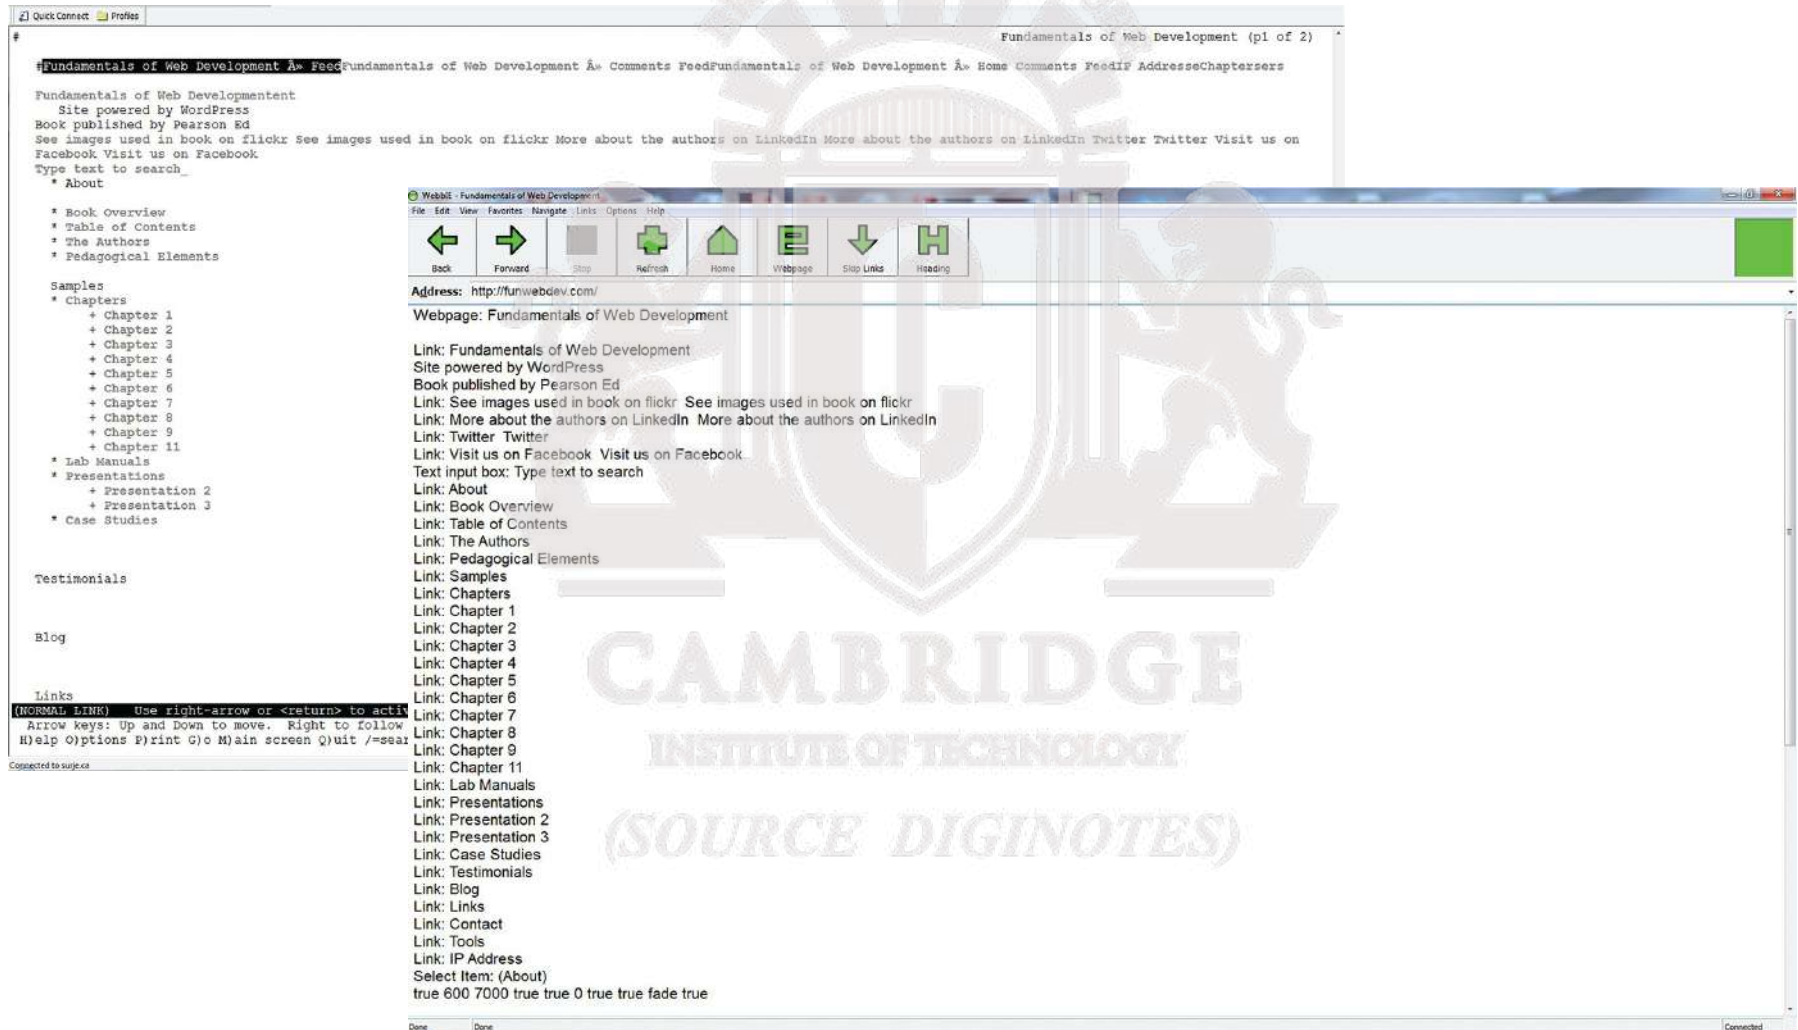 Quick Connect Profiles
# Fundamentals of Web Development (p1 of 2)
#Fundamentals of Web Development Â» FeedFundamentals of Web Development Â» Comments FeedFundamentals of Web Development Â» Home Comments FeedIP AddresseChaptersers
Fundamentals of Web Developmentent
Site powered by WordPress
Book published by Pearson Ed
See images used in book on flickr See images used in book on flickr More about the authors on LinkedIn More about the authors on LinkedIn Twitter Twitter Visit us on
Facebook Visit us on Facebook
Type text to search_
* About
* Book Overview
* Table of Contents
* The Authors
* Pedagogical Elements
Samples
* Chapters
+ Chapter 1
+ Chapter 2
+ Chapter 3
+ Chapter 4
+ Chapter 5
+ Chapter 6
+ Chapter 7
+ Chapter 8
+ Chapter 9
+ Chapter 11
* Lab Manuals
* Presentations
+ Presentation 2
+ Presentation 3
* Case Studies
Testimonials
Blog
Links
(NORMAL LINK) Use right-arrow or <return> to activ
Arrow keys: Up and Down to move. Right to follow
H)elp O)ptions P)rint G)o M)ain screen Q)uit /=sear
Connected to surje.ca
WebbIE - Fundamentals of Web Development
File Edit View Favorites Navigate Links Options Help
Back Forward Stop Refresh Home Webpage Skip Links Heading
Address: http://funwebdev.com/
Webpage: Fundamentals of Web Development
Link: Fundamentals of Web Development
Site powered by WordPress
Book published by Pearson Ed
Link: See images used in book on flickr See images used in book on flickr
Link: More about the authors on LinkedIn More about the authors on LinkedIn
Link: Twitter Twitter
Link: Visit us on Facebook Visit us on Facebook
Text input box: Type text to search
Link: About
Link: Book Overview
Link: Table of Contents
Link: The Authors
Link: Pedagogical Elements
Link: Samples
Link: Chapters
Link: Chapter 1
Link: Chapter 2
Link: Chapter 3
Link: Chapter 4
Link: Chapter 5
Link: Chapter 6
Link: Chapter 7
Link: Chapter 8
Link: Chapter 9
Link: Chapter 11
Link: Lab Manuals
Link: Presentations
Link: Presentation 2
Link: Presentation 3
Link: Case Studies
Link: Testimonials
Link: Blog
Link: Links
Link: Contact
Link: Tools
Link: IP Address
Select Item: (About)
true 600 7000 true true 0 true true fade true
Done Done Connected
CAMBRIDGE
INSTITUTE OF TECHNOLOGY
(SOURCE DIGINOTES)